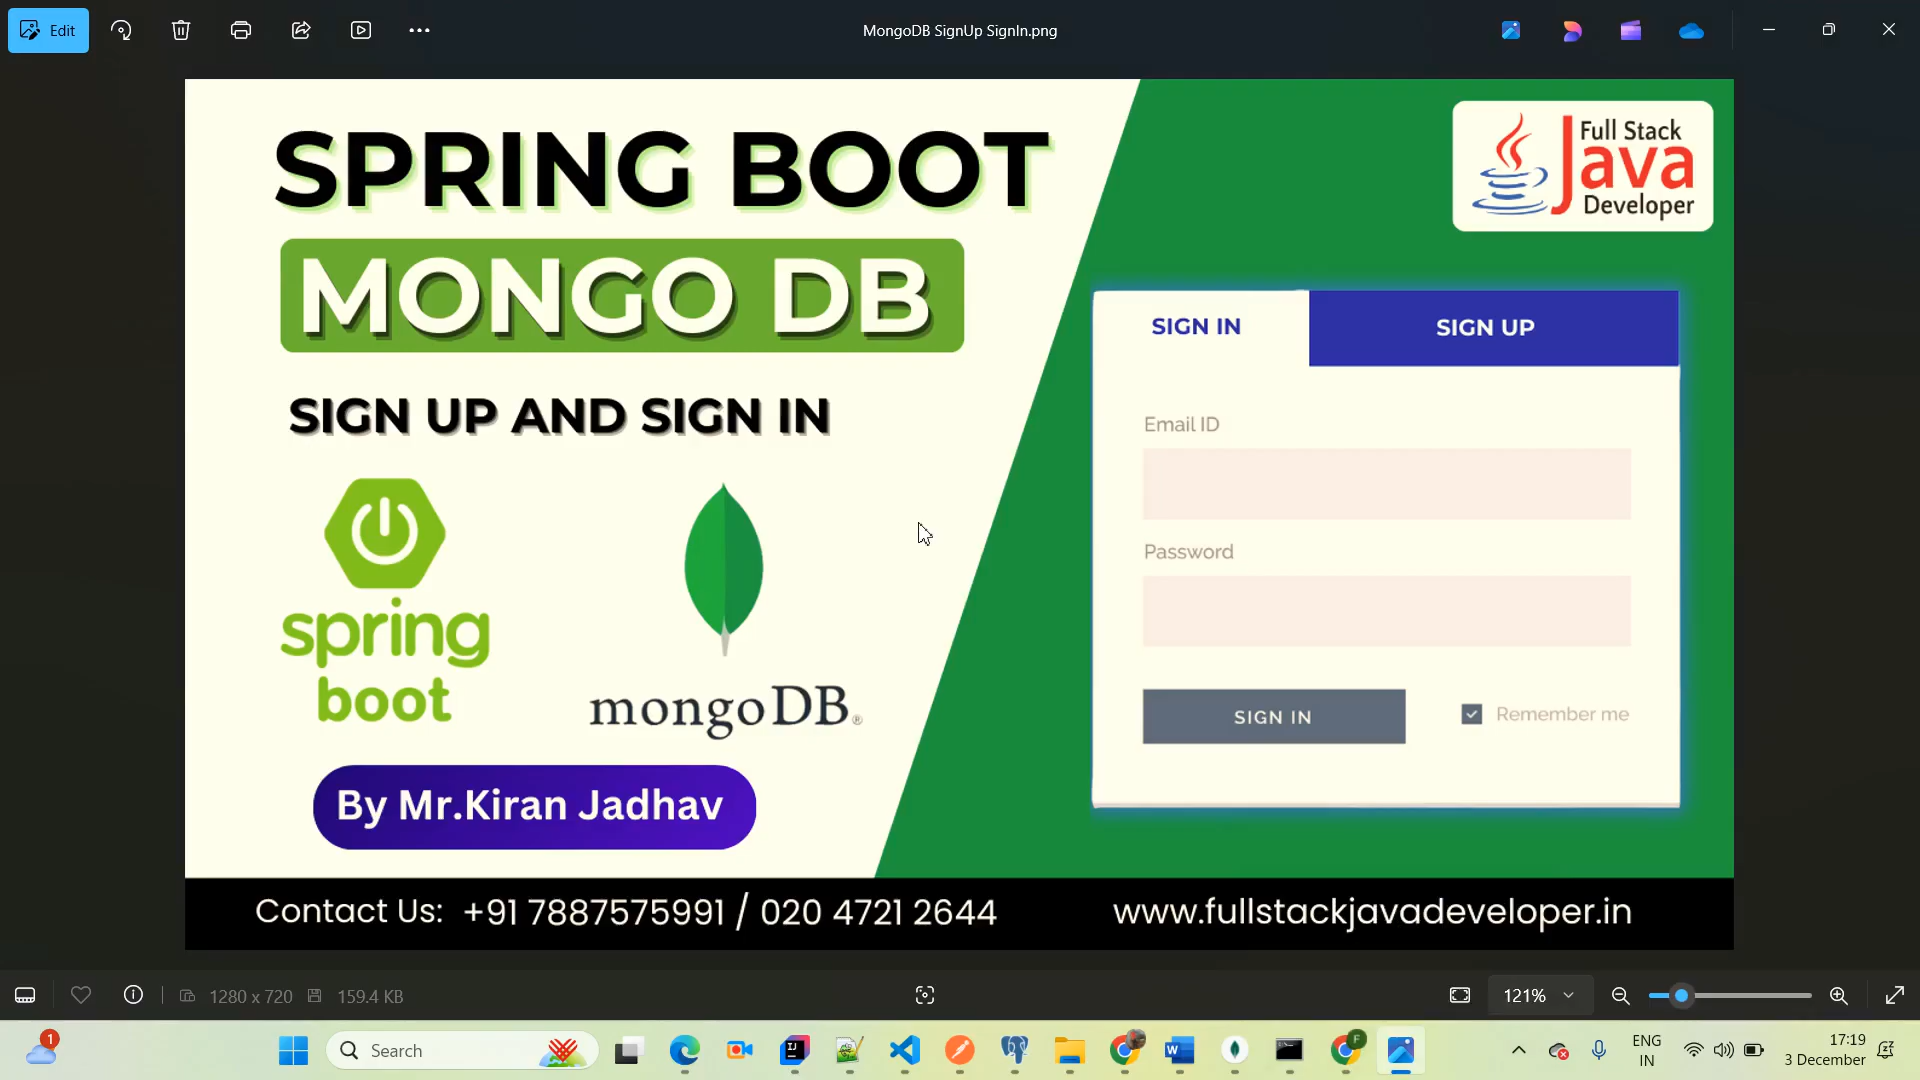 Edit
MongoDB SignUp SignIn.png
SPRING BOOT
MONGO DB
SIGN UP AND SIGN IN
spring
boot
mongoDB®
By Mr.Kiran Jadhav
Full Stack
Java
Developer
SIGN IN
SIGN UP
Email ID
Password
SIGN IN
Remember me
Contact Us: +91 7887575991 / 020 4721 2644
www.fullstackjavadeveloper.in
1280 x 720
159.4 KB
121%
1
Search
IJ
W
F
ENG
IN
17:19
3 December